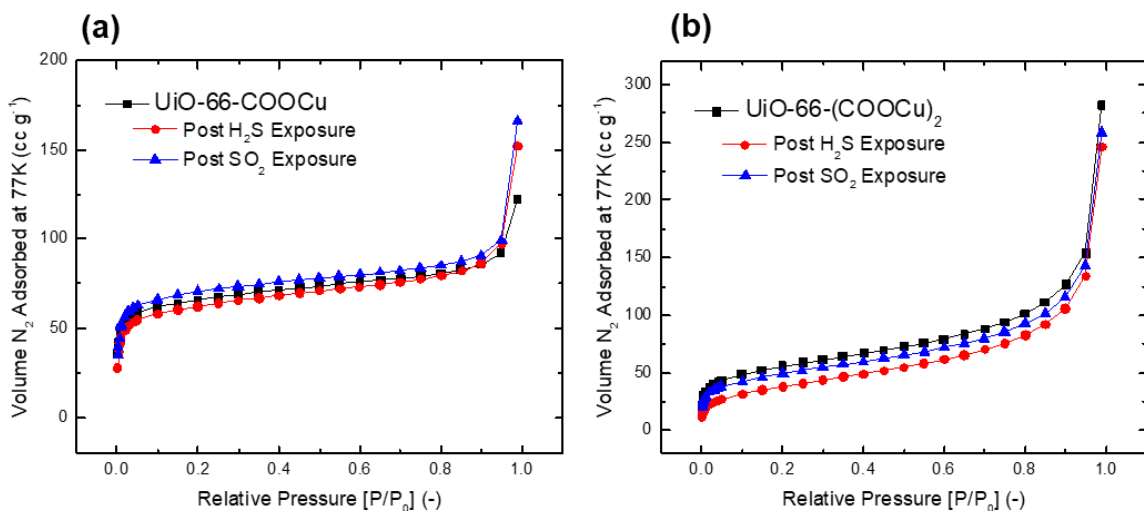 (a)
200
150
100
50
0
Volume N₂ Adsorbed at 77K (cc g⁻¹)
UiO-66-COOCu
Post H₂S Exposure
Post SO₂ Exposure
0.0 0.2 0.4 0.6 0.8 1.0
Relative Pressure [P/P₀] (-)
(b)
300
250
200
150
100
50
0
Volume N₂ Adsorbed at 77K (cc g⁻¹)
UiO-66-(COOCu)₂
Post H₂S Exposure
Post SO₂ Exposure
0.0 0.2 0.4 0.6 0.8 1.0
Relative Pressure [P/P₀] (-)